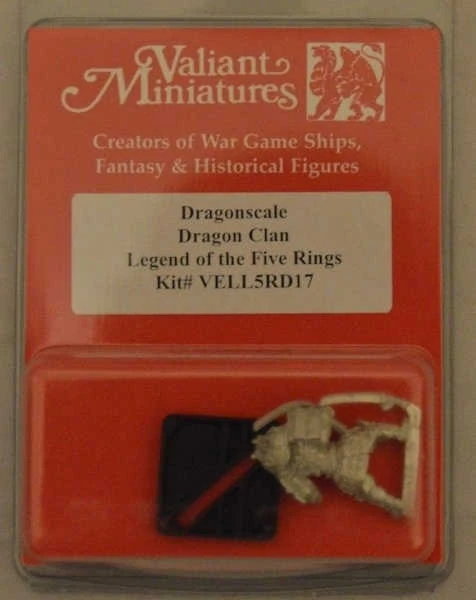 Valiant
Miniatures
Creators of War Game Ships,
Fantasy & Historical Figures
Dragonscale
Dragon Clan
Legend of the Five Rings
Kit# VELL5RD17